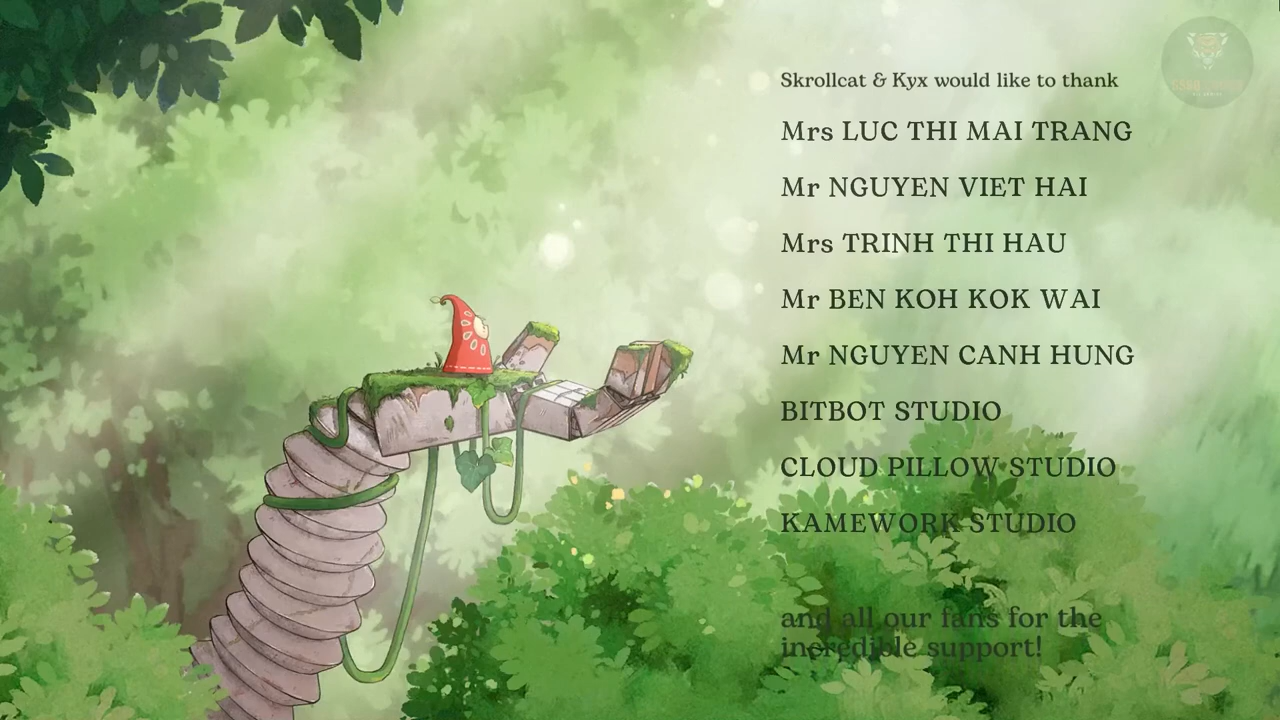 Skrollcat & Kyx would like to thank
Mrs LUC THI MAI TRANG
Mr NGUYEN VIET HAI
Mrs TRINH THI HAU
Mr BEN KOH KOK WAI
Mr NGUYEN CANH HUNG
BITBOT STUDIO
CLOUD PILLOW STUDIO
KAMEWORK STUDIO
and all our fans for the
incredible support!